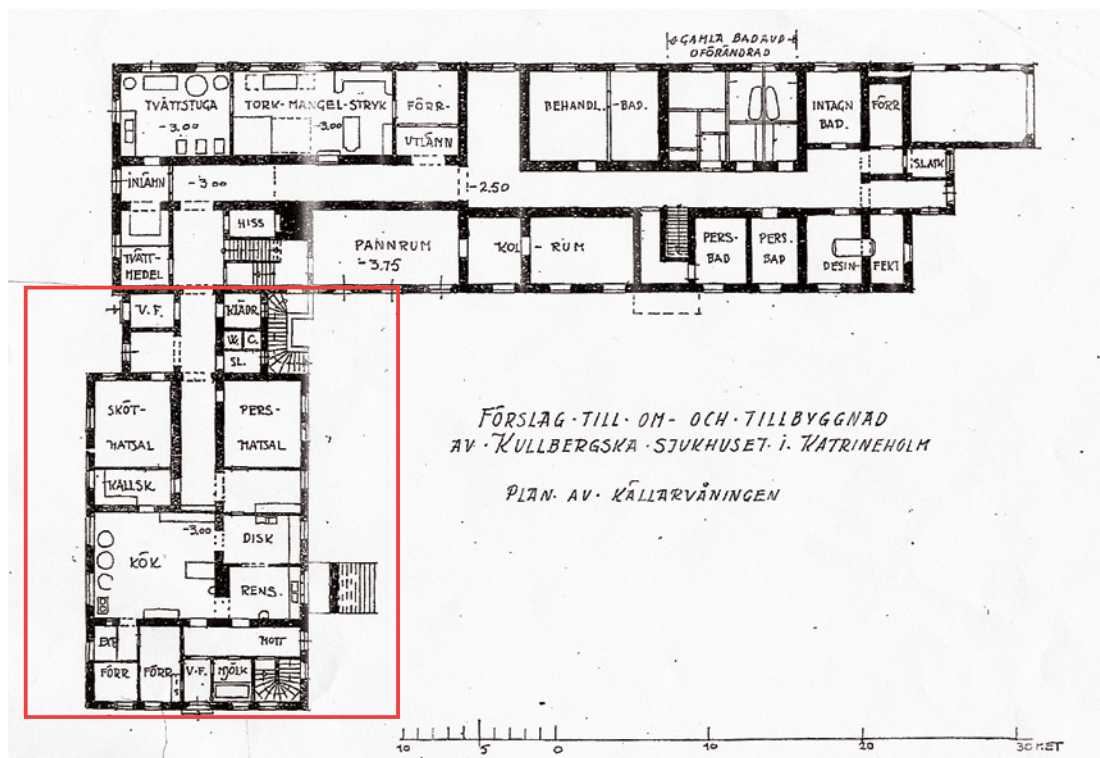 GAMLA BADAVD.
OFÖRÄNDRAD
TVÄTTSTUGA
-3.00
TORK-MANGEL-STRYK
-3.00
FÖRR-
UTLÄMN
BEHANDL.-BAD.
INTAGN
BAD.
FÖRR
SLASK
INLÄMN
-3.00
-2.50
HISS
PANNRUM
-3.75
KOL-RUM
PERS-
BAD
PERS.
BAD
DESIN-FEKT
TVÄTT-
MEDEL
V.F.
KLÄDR.
W.C.
SL.
SKÖT-
MATSAL
PERS-
MATSAL
KALLSK.
-3,00
KÖK
DISK
RENS.
MOTT
FÖRR
FÖRR
V.F.
MJÖLK
FÖRSLAG·TILL·OM-OCH·TILLBYGGNAD
AV·KULLBERGSKA·SJUKHUSET·I·KATRINEHOLM
PLAN·AV·KÄLLARVÅNINGEN
10 5 0 10 20 30 MET